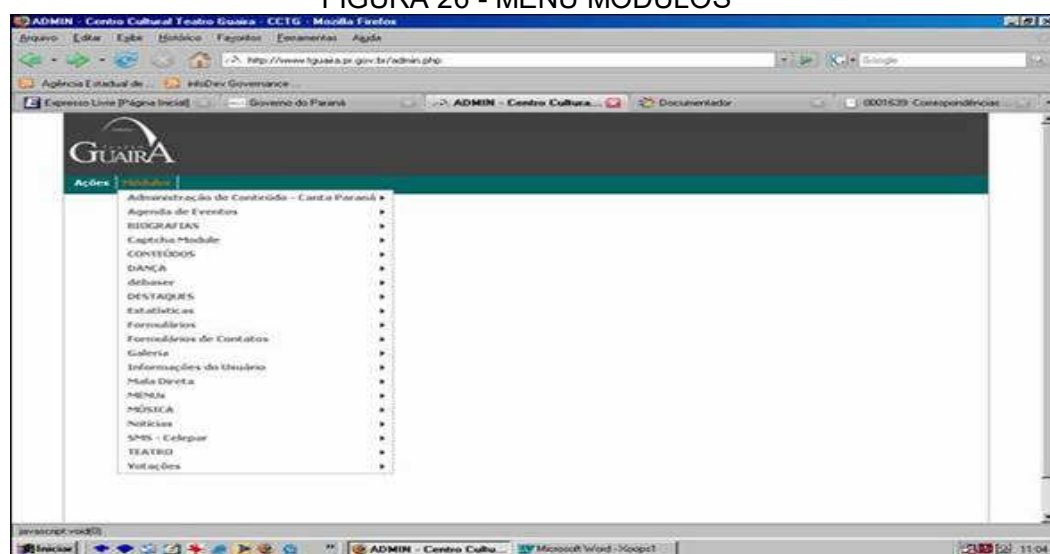 FIGURA 26 - MENU MÓDULOS
ADMIN - Centro Cultural Teatro Guaira - CCTG - Mozilla Firefox
Arquivo Editar Exibir Histórico Favoritos Ferramentas Ajuda
http://www.tguaira.pr.gov.br/admin.php
Google
Agência Estadual de ... infoDev Governance ...
Expresso Livre [Página Inicial] Governo do Paraná ADMIN - Centro Cultura... Documentador 0001639: Correspondências ...
GUAIRA
Ações Módulos
Administração de Conteúdo - Canta Paraná
Agenda de Eventos
BIOGRAFIAS
Captcha Module
CONTEÚDOS
DANÇA
debaser
DESTAQUES
Estatísticas
Formulários
Formulários de Contatos
Galeria
Informações do Usuário
Mala Direta
MENUs
MÚSICA
Notícias
SMS - Celepar
TEATRO
Votações
javascript:void(0)
Iniciar ADMIN - Centro Cultu... Microsoft Word - Xoops1 11:04